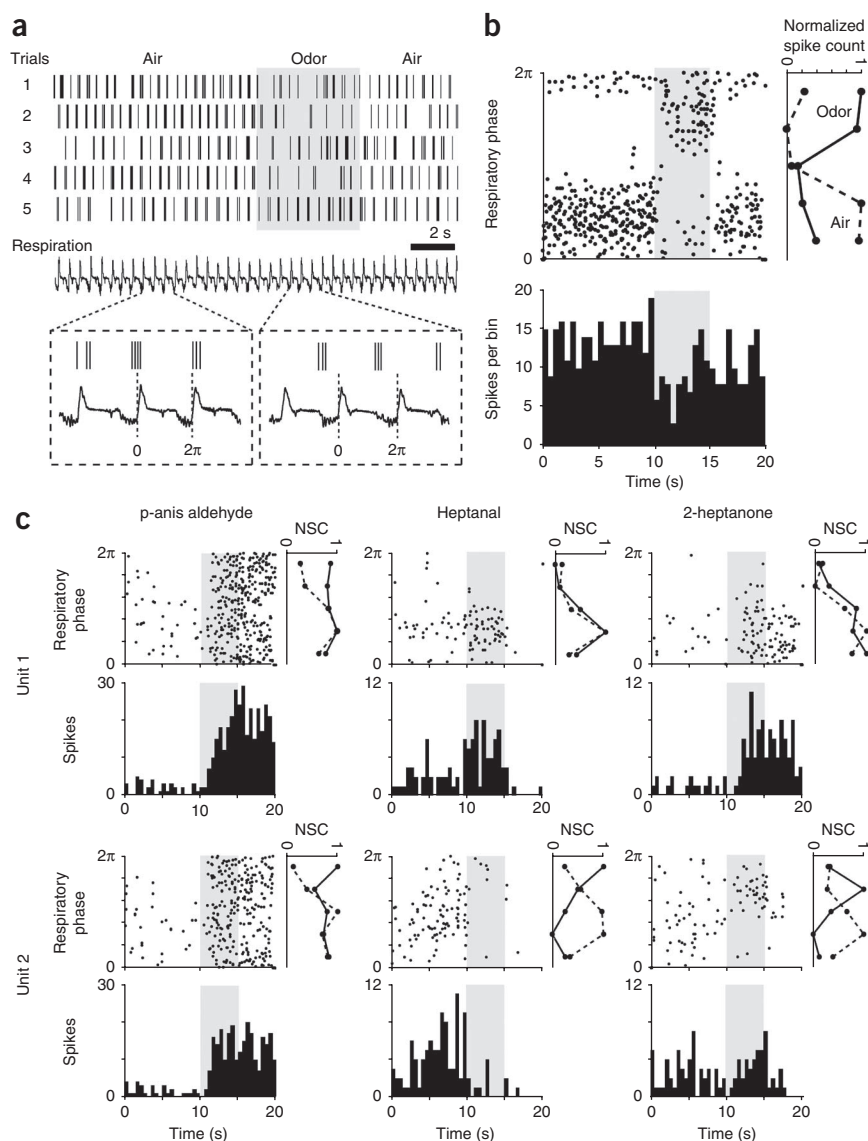 a
Trials
Air
Odor
Air
1
2
3
4
5
2 s
Respiration
0
2π
0
2π
b
Normalized
spike count
0
1
2π
Respiratory phase
0
Odor
Air
20
15
10
5
0
Spikes per bin
0
5
10
15
20
Time (s)
c
p-anis aldehyde
Heptanal
2-heptanone
Unit 1
NSC
0
1
NSC
0
1
NSC
0
1
Respiratory
phase
2π
0
2π
0
2π
0
Spikes
30
0
12
0
12
0
0
10
20
0
10
20
0
10
20
Unit 2
NSC
0
1
NSC
0
1
NSC
0
1
Respiratory
phase
2π
0
2π
0
2π
0
Spikes
30
0
12
0
12
0
0
10
20
0
10
20
0
10
20
Time (s)
Time (s)
Time (s)